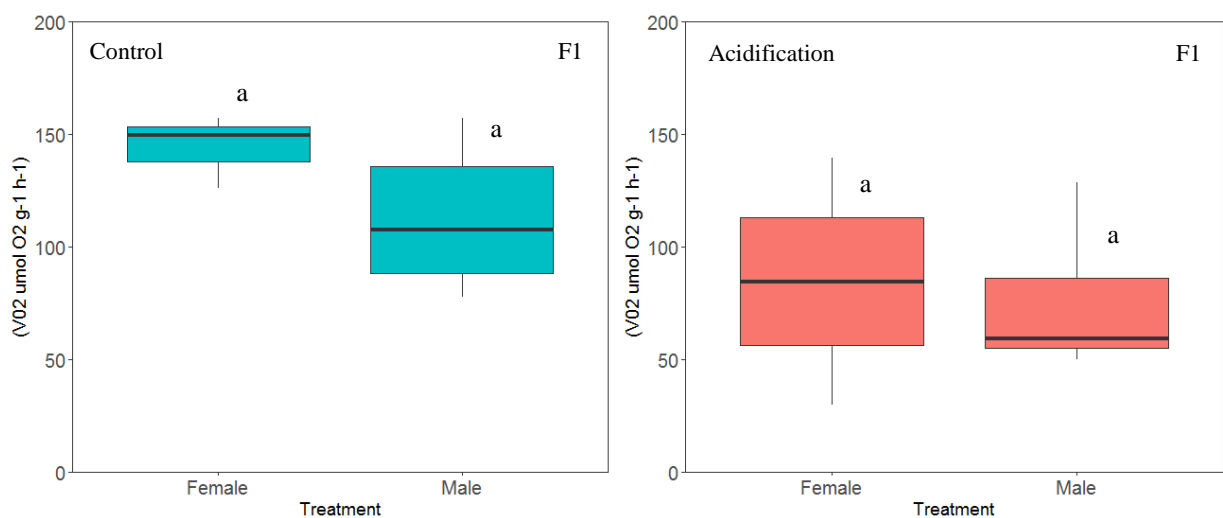 200
Control F1
a
150
a
(V02 umol O2 g-1 h-1)
100
50
0
Female Male
Treatment
200
Acidification F1
150
a
(V02 umol O2 g-1 h-1)
a
100
50
0
Female Male
Treatment